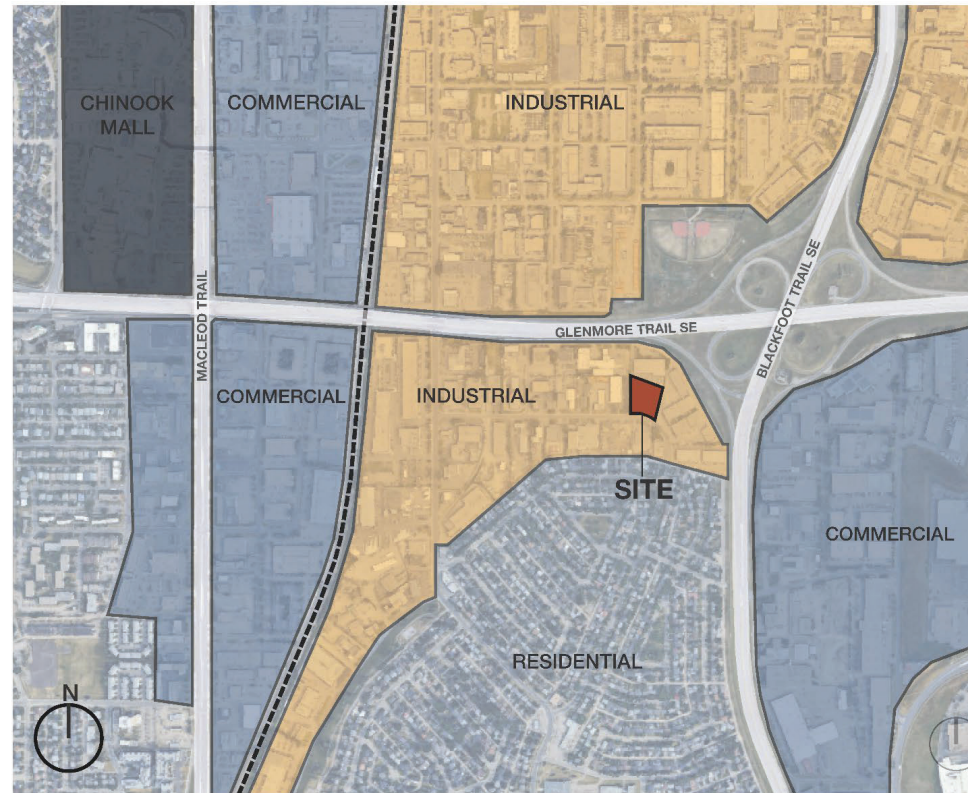 CHINOOK
MALL
COMMERCIAL
INDUSTRIAL
MACLEOD TRAIL
GLENMORE TRAIL SE
BLACKFOOT TRAIL SE
COMMERCIAL
INDUSTRIAL
SITE
COMMERCIAL
RESIDENTIAL
N